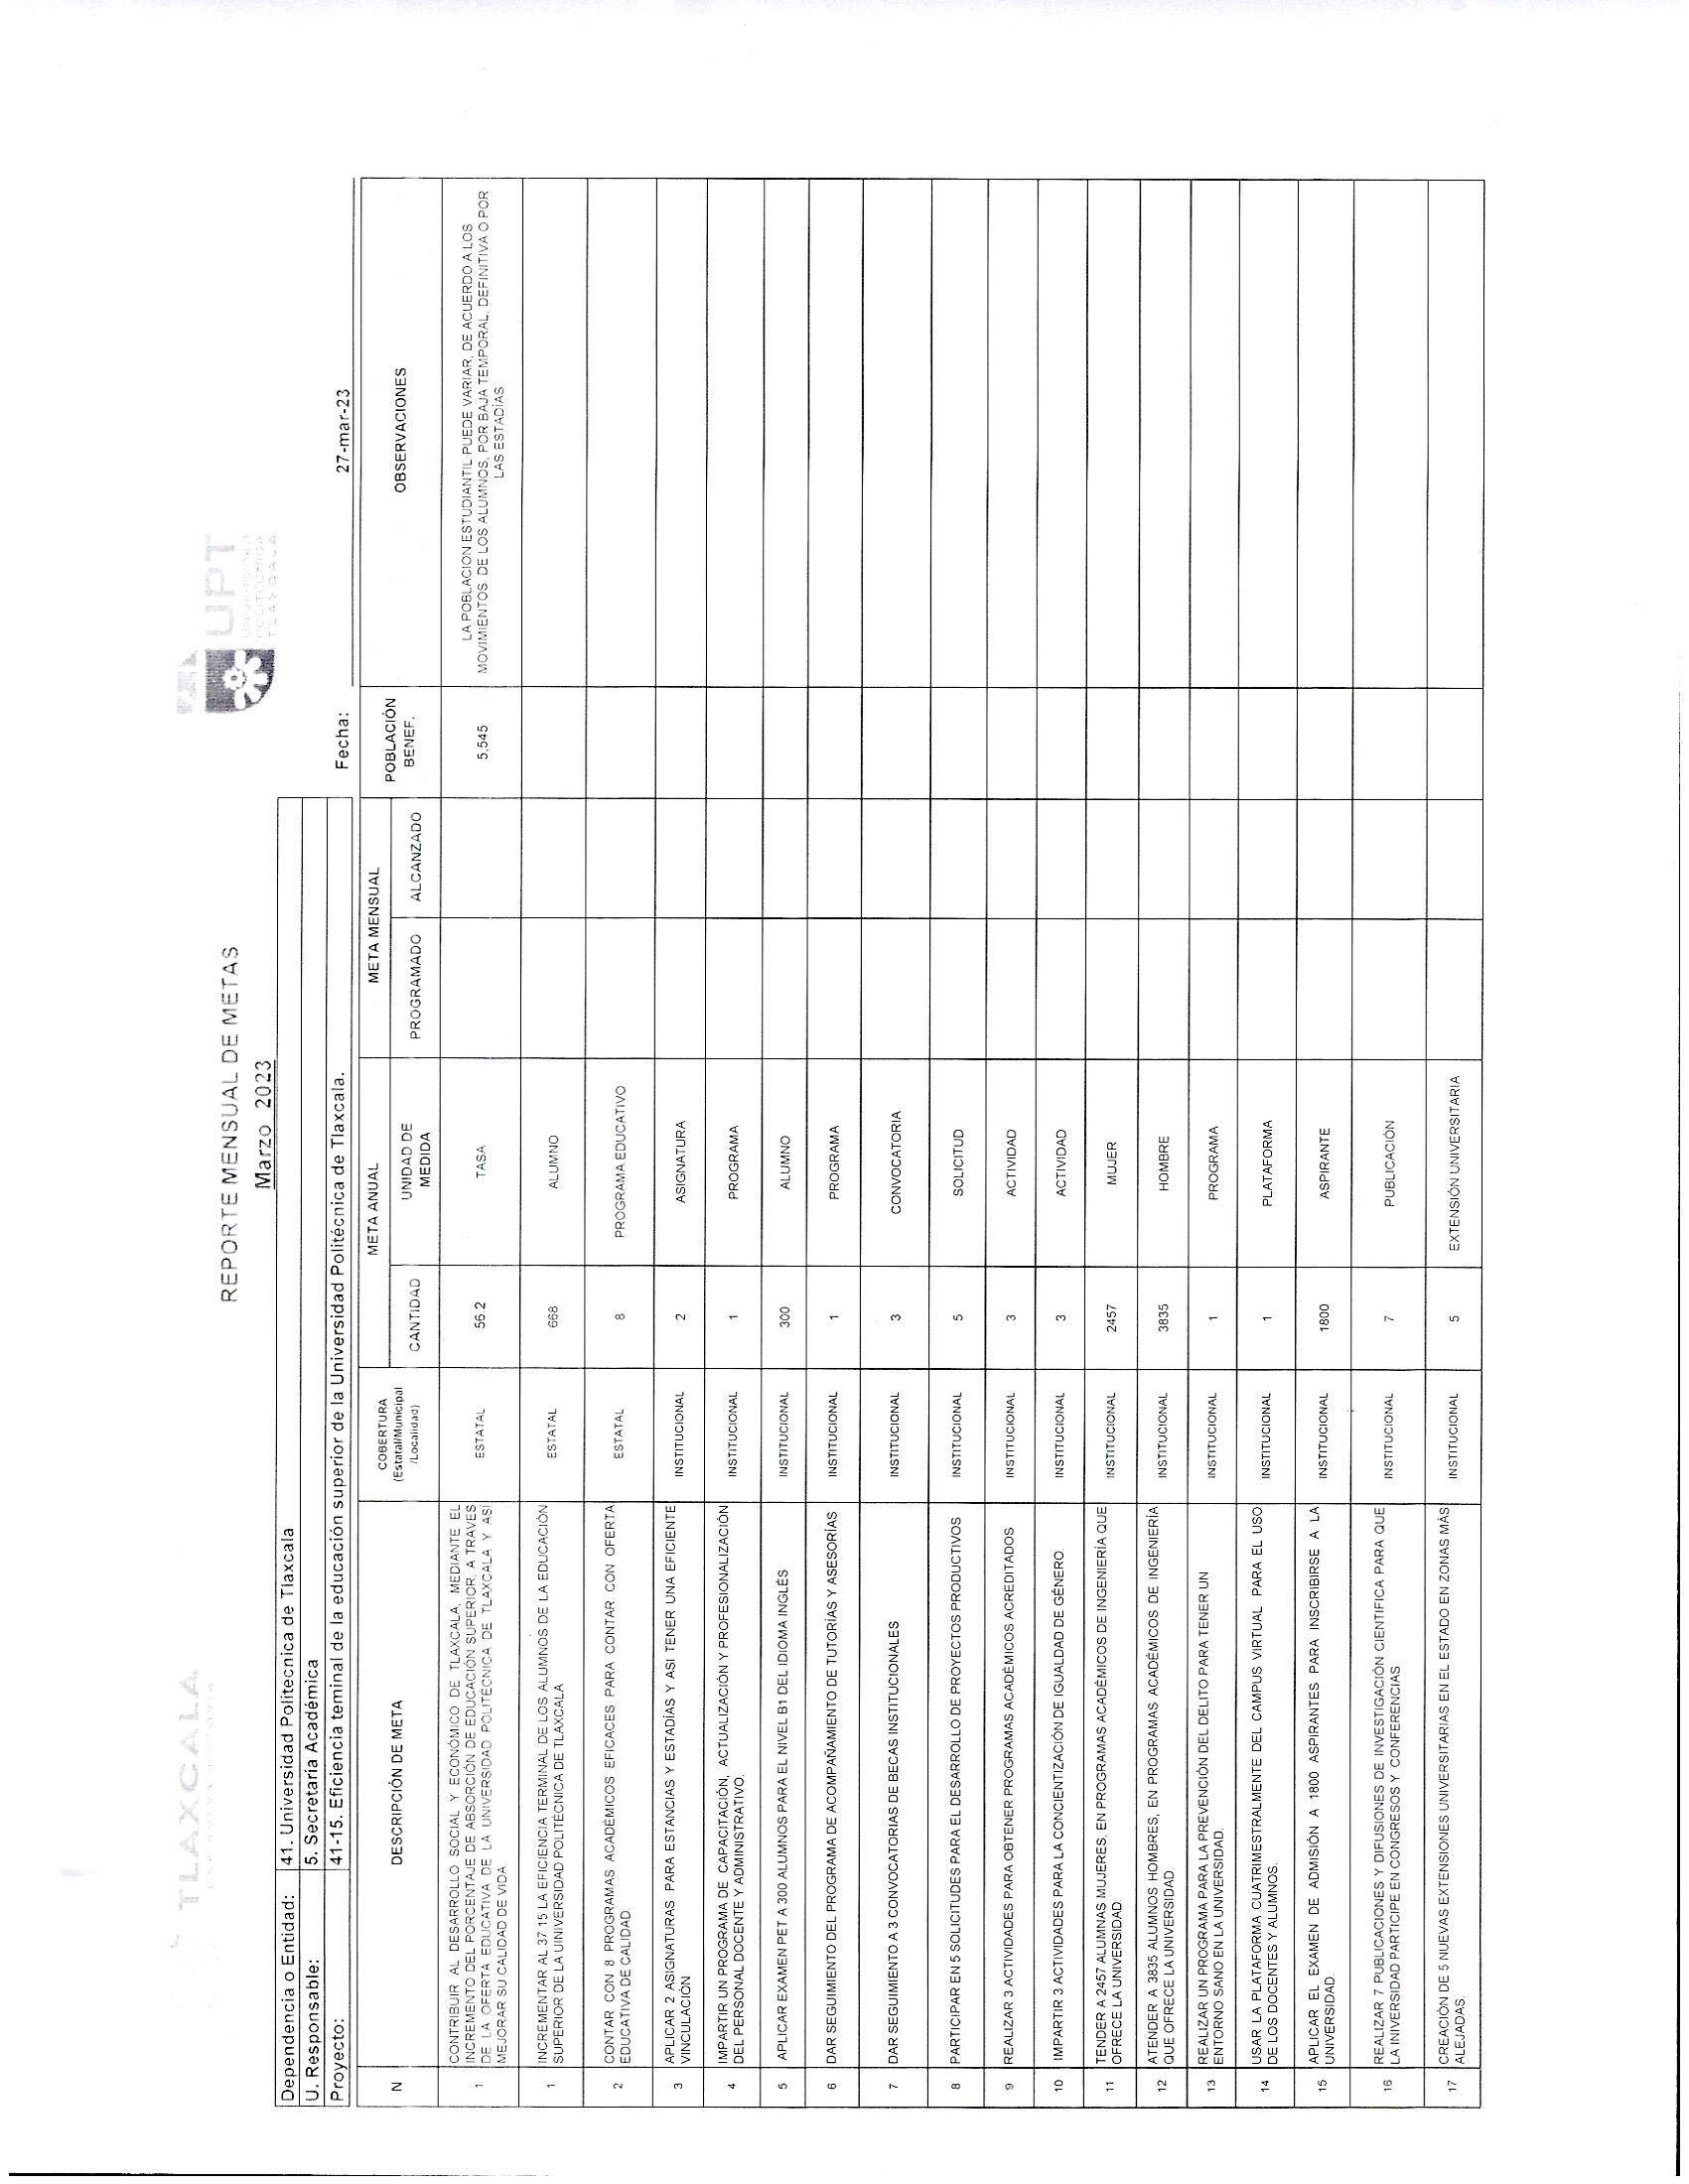 TLAXCALA
UPT
UNIVERSIDAD
POLITÉCNICA
TLAXCALA
REPORTE MENSUAL DE METAS
Marzo 2023
Dependencia o Entidad: 41. Universidad Politécnica de Tlaxcala
U. Responsable: 5. Secretaría Académica
Proyecto: 41-15. Eficiencia teminal de la educación superior de la Universidad Politécnica de Tlaxcala. Fecha: 27-mar-23
N DESCRIPCIÓN DE META COBERTURA (Estatal/Municipal /Localidad) META ANUAL META MENSUAL POBLACIÓN BENEF. OBSERVACIONES
CANTIDAD UNIDAD DE MEDIDA PROGRAMADO ALCANZADO
1 CONTRIBUIR AL DESARROLLO SOCIAL Y ECONÓMICO DE TLAXCALA, MEDIANTE EL
INCREMENTO DEL PORCENTAJE DE ABSORCIÓN DE EDUCACIÓN SUPERIOR, A TRAVES
DE LA OFERTA EDUCATIVA DE LA UNIVERSIDAD POLITÉCNICA DE TLAXCALA Y ASÍ
MEJORAR SU CALIDAD DE VIDA.
ESTATAL 56.2 TASA 5,545
LA POBLACION ESTUDIANTIL PUEDE VARIAR, DE ACUERDO A LOS
MOVIMIENTOS DE LOS ALUMNOS, POR BAJA TEMPORAL, DEFINITIVA O POR
LAS ESTADÍAS
1 INCREMENTAR AL 37.15 LA EFICIENCIA TERMINAL DE LOS ALUMNOS DE LA EDUCACIÓN
SUPERIOR DE LA UINIVERSIDAD POLITÉCNICA DE TLAXCALA
ESTATAL 668 ALUMNO
2 CONTAR CON 8 PROGRAMAS ACADÉMICOS EFICACES PARA CONTAR CON OFERTA
EDUCATIVA DE CALIDAD.
ESTATAL 8 PROGRAMA EDUCATIVO
3 APLICAR 2 ASIGNATURAS PARA ESTANCIAS Y ESTADÍAS Y ASI TENER UNA EFICIENTE
VINCULACIÓN
INSTITUCIONAL 2 ASIGNATURA
4 IMPARTIR UN PROGRAMA DE CAPACITACIÓN, ACTUALIZACIÓN Y PROFESIONALIZACIÓN
DEL PERSONAL DOCENTE Y ADMINISTRATIVO.
INSTITUCIONAL 1 PROGRAMA
5 APLICAR EXAMEN PET A 300 ALUMNOS PARA EL NIVEL B1 DEL IDIOMA INGLÉS
INSTITUCIONAL 300 ALUMNO
6 DAR SEGUIMIENTO DEL PROGRAMA DE ACOMPAÑAMIENTO DE TUTORÍAS Y ASESORÍAS
INSTITUCIONAL 1 PROGRAMA
7 DAR SEGUIMIENTO A 3 CONVOCATORIAS DE BECAS INSTITUCIONALES
INSTITUCIONAL 3 CONVOCATORIA
8 PARTICIPAR EN 5 SOLICITUDES PARA EL DESARROLLO DE PROYECTOS PRODUCTIVOS
INSTITUCIONAL 5 SOLICITUD
9 REALIZAR 3 ACTIVIDADES PARA OBTENER PROGRAMAS ACADÉMICOS ACREDITADOS
INSTITUCIONAL 3 ACTIVIDAD
10 IMPARTIR 3 ACTIVIDADES PARA LA CONCIENTIZACIÓN DE IGUALDAD DE GÉNERO.
INSTITUCIONAL 3 ACTIVIDAD
11 TENDER A 2457 ALUMNAS MUJERES, EN PROGRAMAS ACADÉMICOS DE INGENIERÍA QUE
OFRECE LA UNIVERSIDAD.
INSTITUCIONAL 2457 MUJER
12 ATENDER A 3835 ALUMNOS HOMBRES, EN PROGRAMAS ACADÉMICOS DE INGENIERÍA
QUE OFRECE LA UNIVERSIDAD.
INSTITUCIONAL 3835 HOMBRE
13 REALIZAR UN PROGRAMA PARA LA PREVENCIÓN DEL DELITO PARA TENER UN
ENTORNO SANO EN LA UNIVERSIDAD.
INSTITUCIONAL 1 PROGRAMA
14 USAR LA PLATAFORMA CUATRIMESTRALMENTE DEL CAMPUS VIRTUAL PARA EL USO
DE LOS DOCENTES Y ALUMNOS.
INSTITUCIONAL 1 PLATAFORMA
15 APLICAR EL EXAMEN DE ADMISIÓN A 1800 ASPIRANTES PARA INSCRIBIRSE A LA
UNIVERSIDAD.
INSTITUCIONAL 1800 ASPIRANTE
16 REALIZAR 7 PUBLICACIONES Y DIFUSIONES DE INVESTIGACIÓN CIENTIFICA PARA QUE
LA INIVERSIDAD PARTICIPE EN CONGRESOS Y CONFERENCIAS
INSTITUCIONAL 7 PUBLICACIÓN
17 CREACIÓN DE 5 NUEVAS EXTENSIONES UNIVERSITARIAS EN EL ESTADO EN ZONAS MÁS
ALEJADAS.
INSTITUCIONAL 5 EXTENSIÓN UNIVERSITARIA